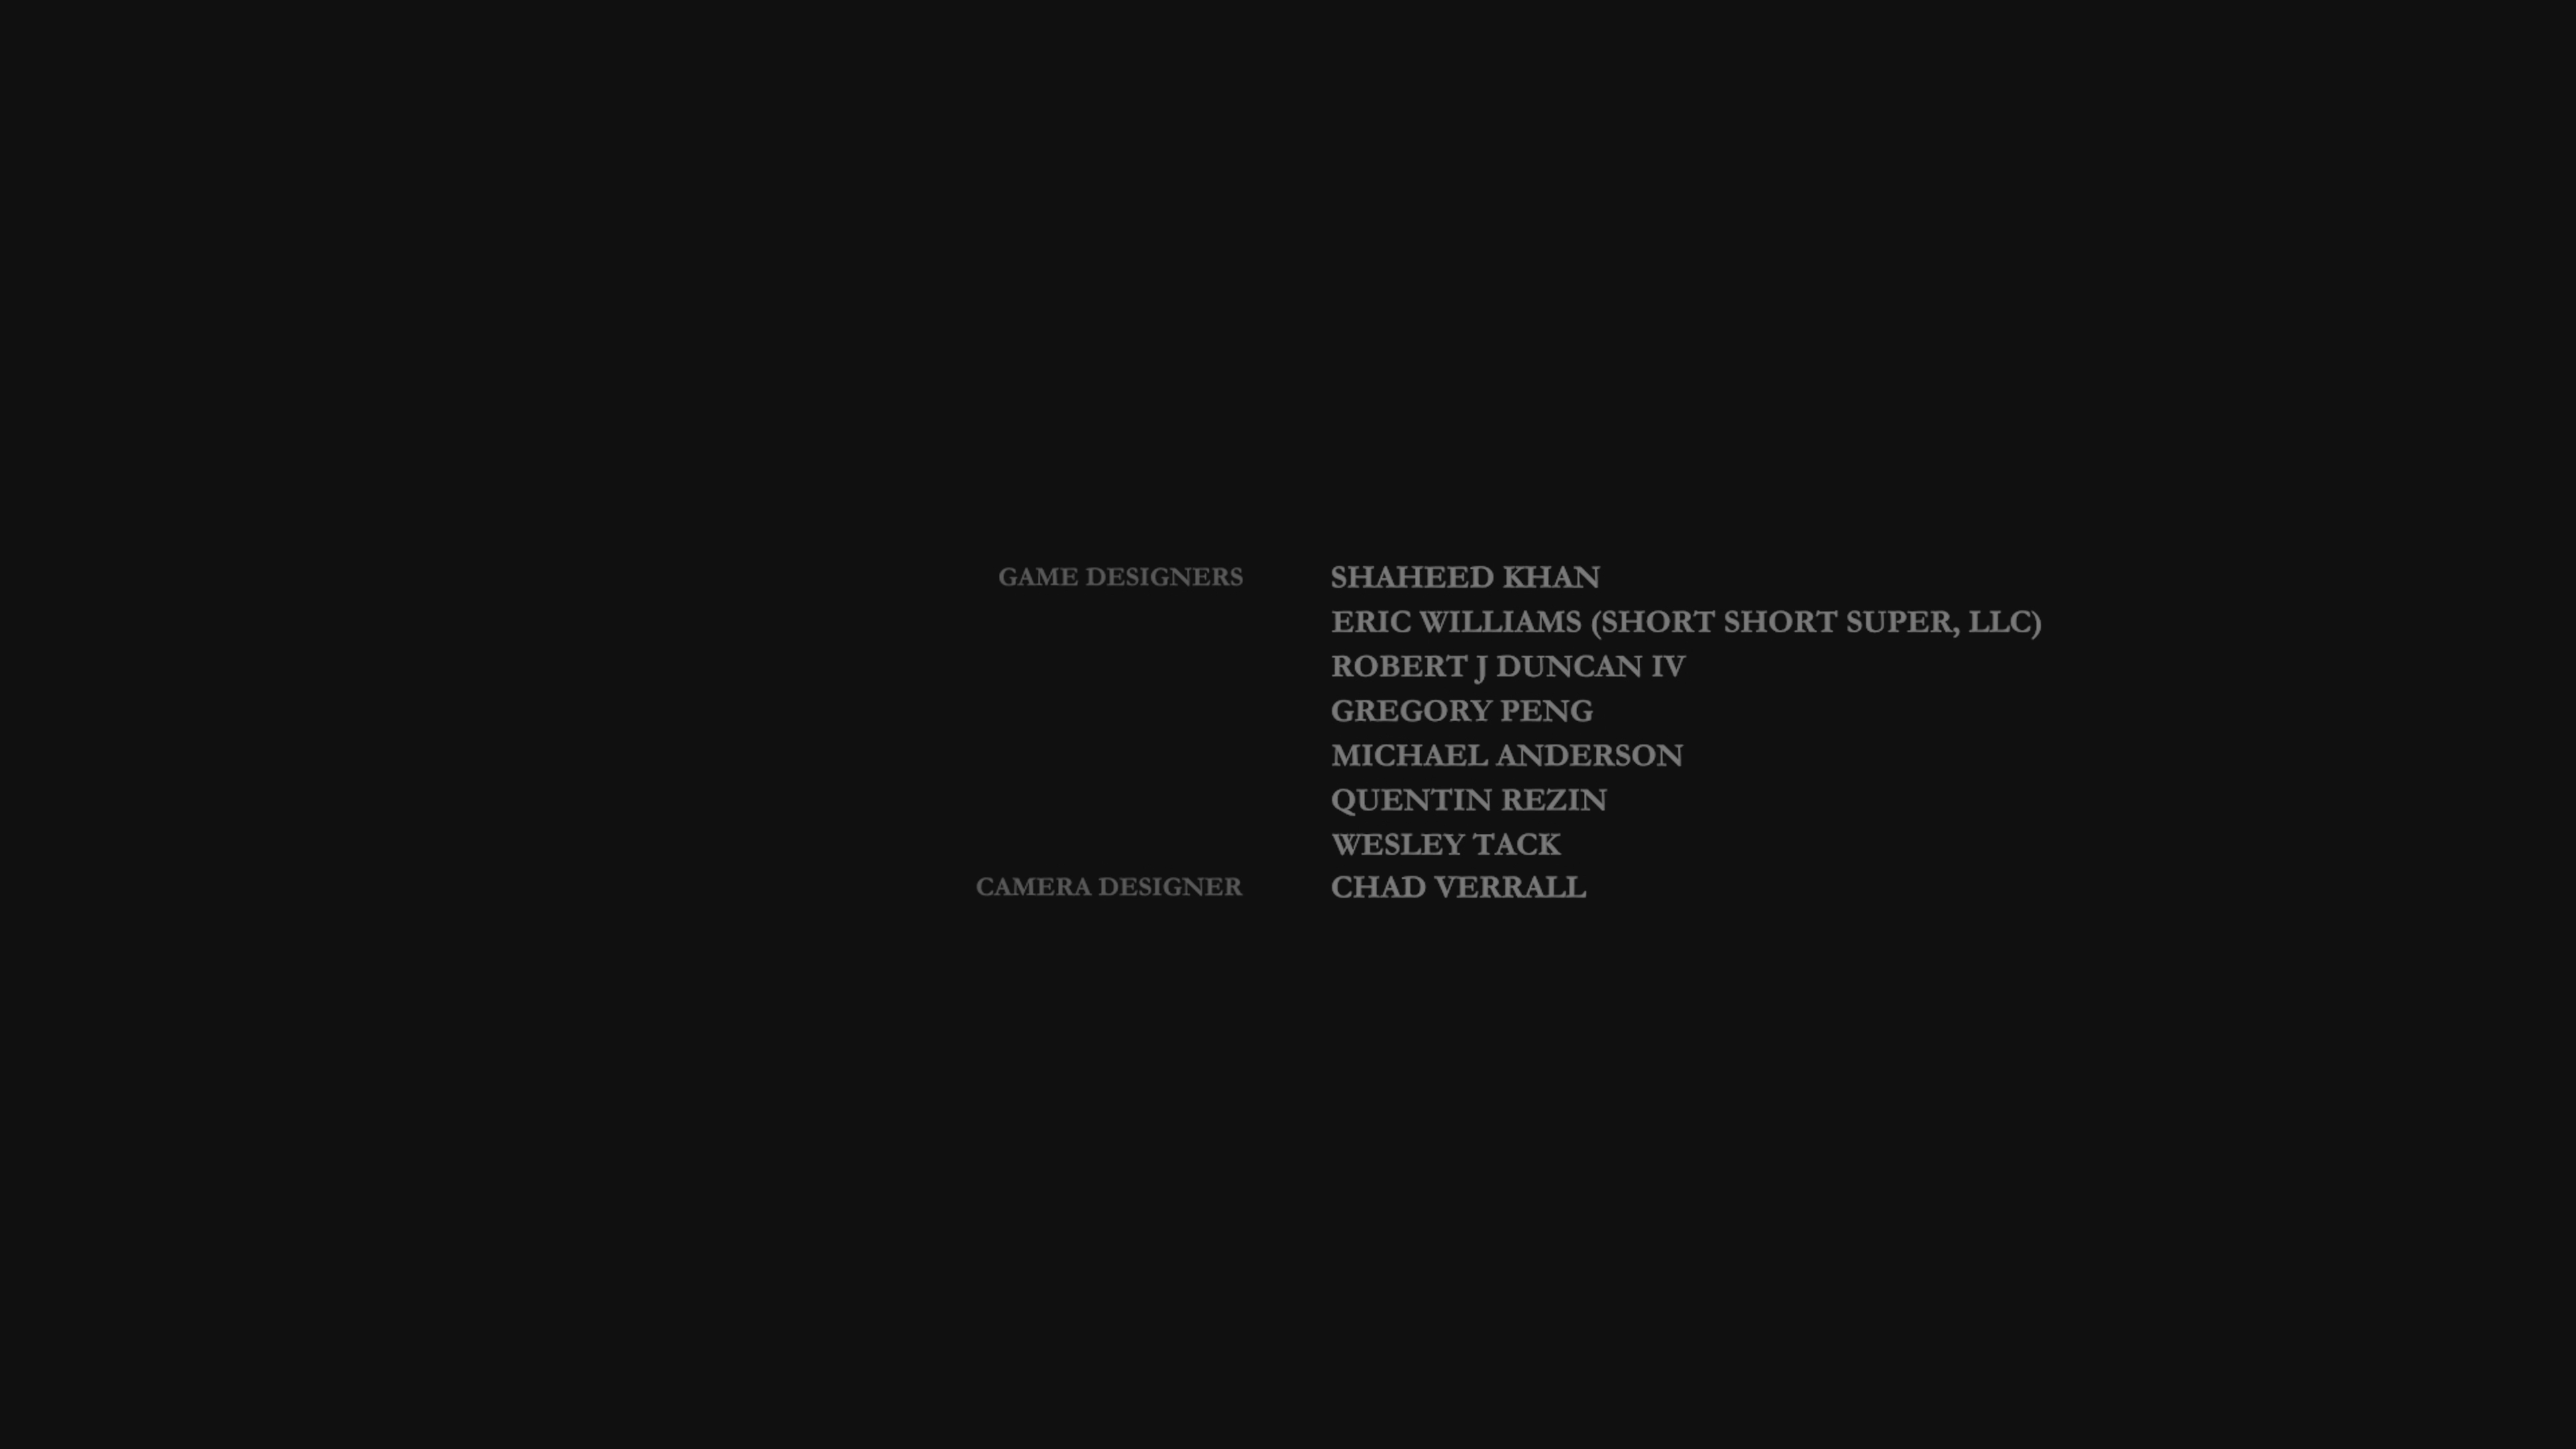 GAME DESIGNERS SHAHEED KHAN
ERIC WILLIAMS (SHORT SHORT SUPER, LLC)
ROBERT J DUNCAN IV
GREGORY PENG
MICHAEL ANDERSON
QUENTIN REZIN
WESLEY TACK
CAMERA DESIGNER CHAD VERRALL